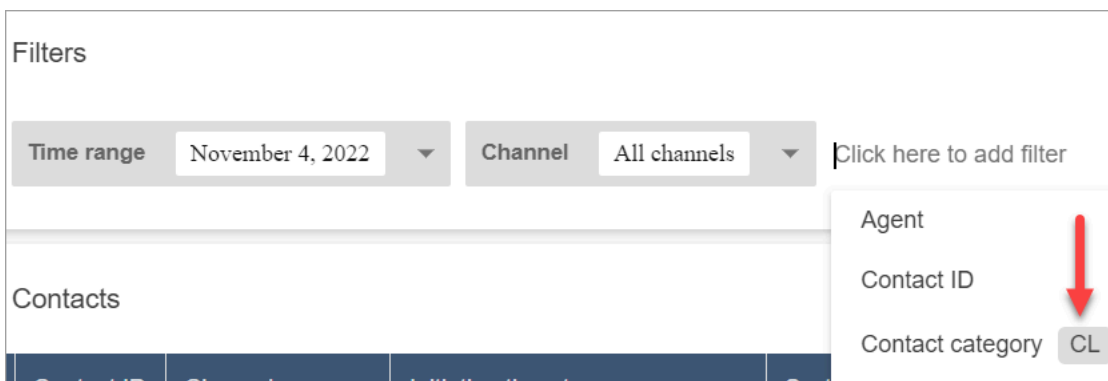 Filters
Time range November 4, 2022 Channel All channels Click here to add filter
Agent
Contact ID
Contacts
Contact category CL